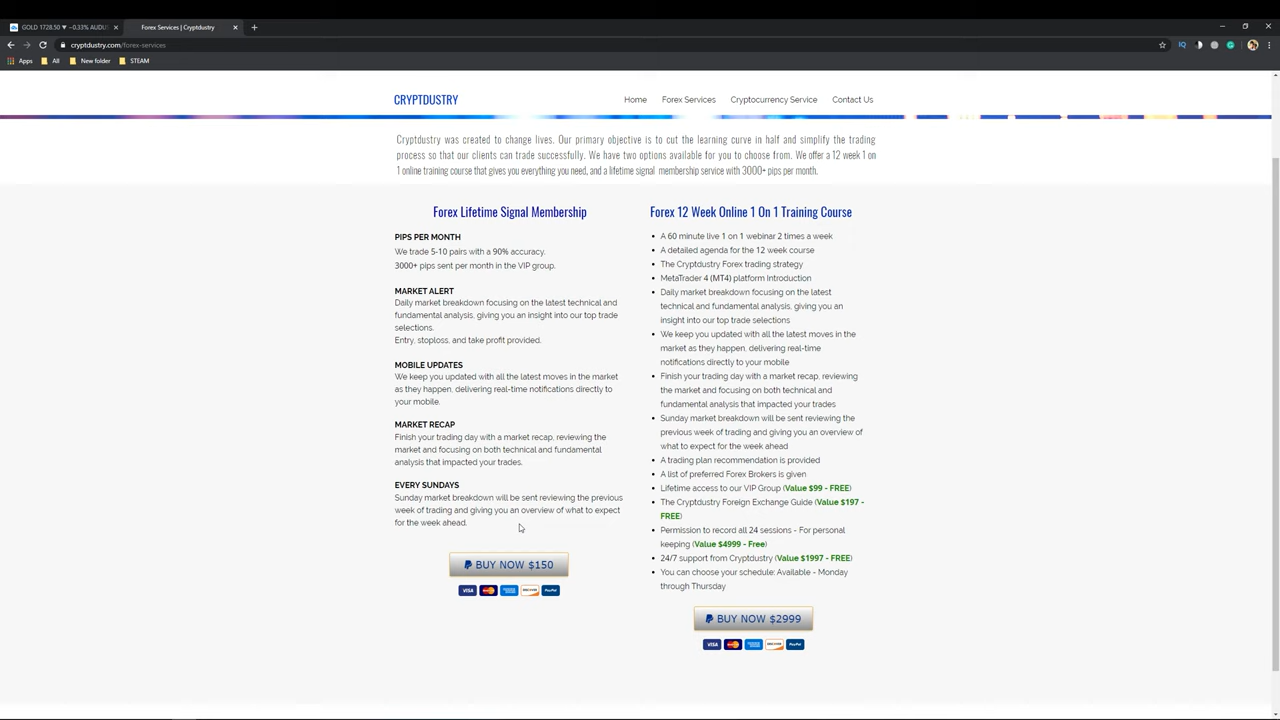 GOLD 1728.50 ▼ −0.33% AUDU
Forex Services | Cryptdustry
cryptdustry.com/forex-services
Apps
All
New folder
STEAM
CRYPTDUSTRY
Home
Forex Services
Cryptocurrency Service
Contact Us
Cryptdustry was created to change lives. Our primary objective is to cut the learning curve in half and simplify the trading
process so that our clients can trade successfully. We have two options available for you to choose from. We offer a 12 week 1 on
1 online training course that gives you everything you need, and a lifetime signal membership service with 3000+ pips per month.
Forex Lifetime Signal Membership
PIPS PER MONTH
We trade 5-10 pairs with a 90% accuracy.
3000+ pips sent per month in the VIP group.
MARKET ALERT
Daily market breakdown focusing on the latest technical and
fundamental analysis, giving you an insight into our top trade
selections.
Entry, stoploss, and take profit provided.
MOBILE UPDATES
We keep you updated with all the latest moves in the market
as they happen, delivering real-time notifications directly to
your mobile.
MARKET RECAP
Finish your trading day with a market recap, reviewing the
market and focusing on both technical and fundamental
analysis that impacted your trades.
EVERY SUNDAYS
Sunday market breakdown will be sent reviewing the previous
week of trading and giving you an overview of what to expect
for the week ahead.
BUY NOW $150
VISA
DISCOVER
PayPal
Forex 12 Week Online 1 On 1 Training Course
A 60 minute live 1 on 1 webinar 2 times a week
A detailed agenda for the 12 week course
The Cryptdustry Forex trading strategy
MetaTrader 4 (MT4) platform Introduction
Daily market breakdown focusing on the latest
technical and fundamental analysis, giving you an
insight into our top trade selections
We keep you updated with all the latest moves in the
market as they happen, delivering real-time
notifications directly to your mobile
Finish your trading day with a market recap, reviewing
the market and focusing on both technical and
fundamental analysis that impacted your trades
Sunday market breakdown will be sent reviewing the
previous week of trading and giving you an overview of
what to expect for the week ahead
A trading plan recommendation is provided
A list of preferred Forex Brokers is given
Lifetime access to our VIP Group (Value $99 - FREE)
The Cryptdustry Foreign Exchange Guide (Value $197 -
FREE)
Permission to record all 24 sessions - For personal
keeping (Value $4999 - Free)
24/7 support from Cryptdustry (Value $1997 - FREE)
You can choose your schedule: Available - Monday
through Thursday
BUY NOW $2999
VISA
DISCOVER
PayPal